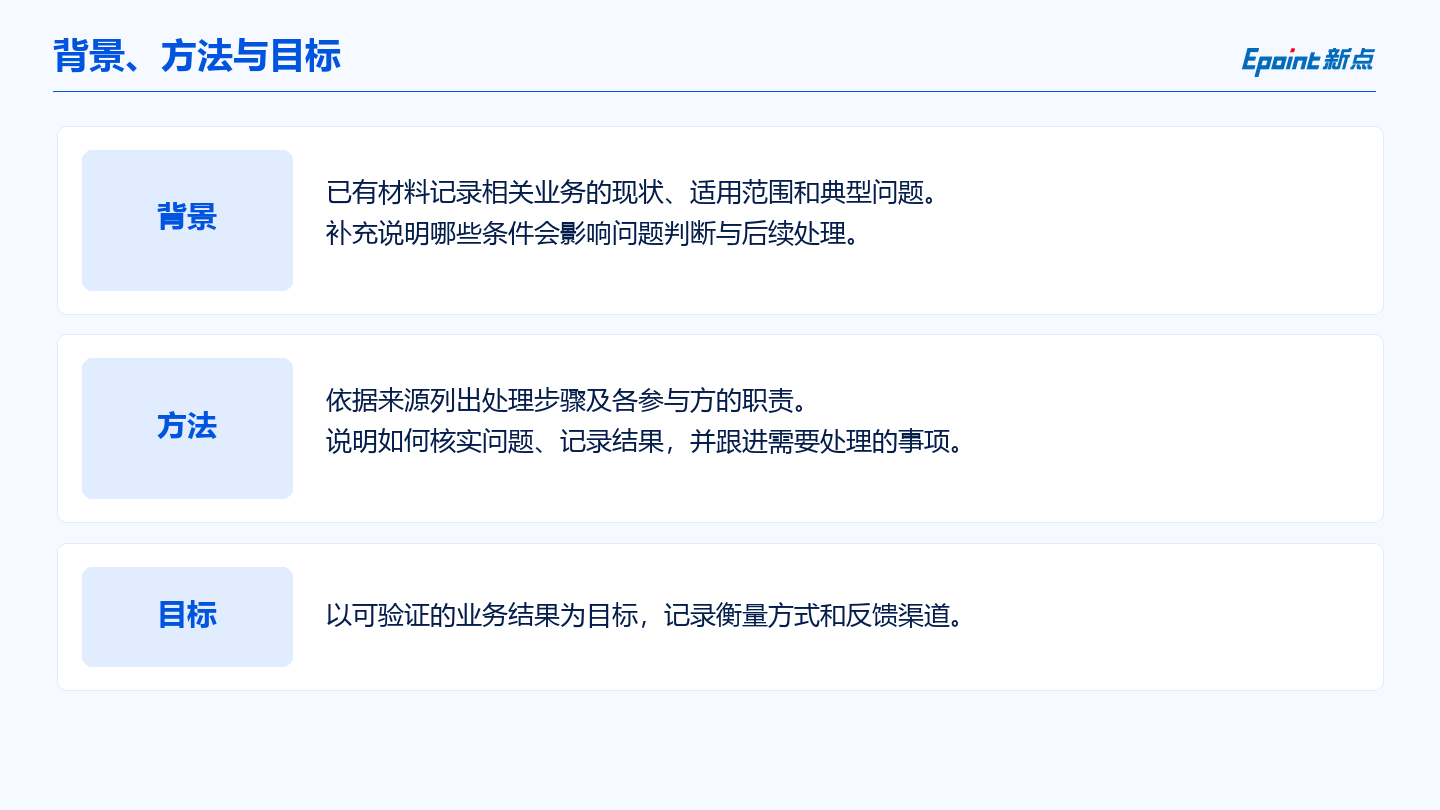 背景、方法与目标
Epoint新点
背景
已有材料记录相关业务的现状、适用范围和典型问题。
补充说明哪些条件会影响问题判断与后续处理。
方法
依据来源列出处理步骤及各参与方的职责。
说明如何核实问题、记录结果，并跟进需要处理的事项。
目标
以可验证的业务结果为目标，记录衡量方式和反馈渠道。